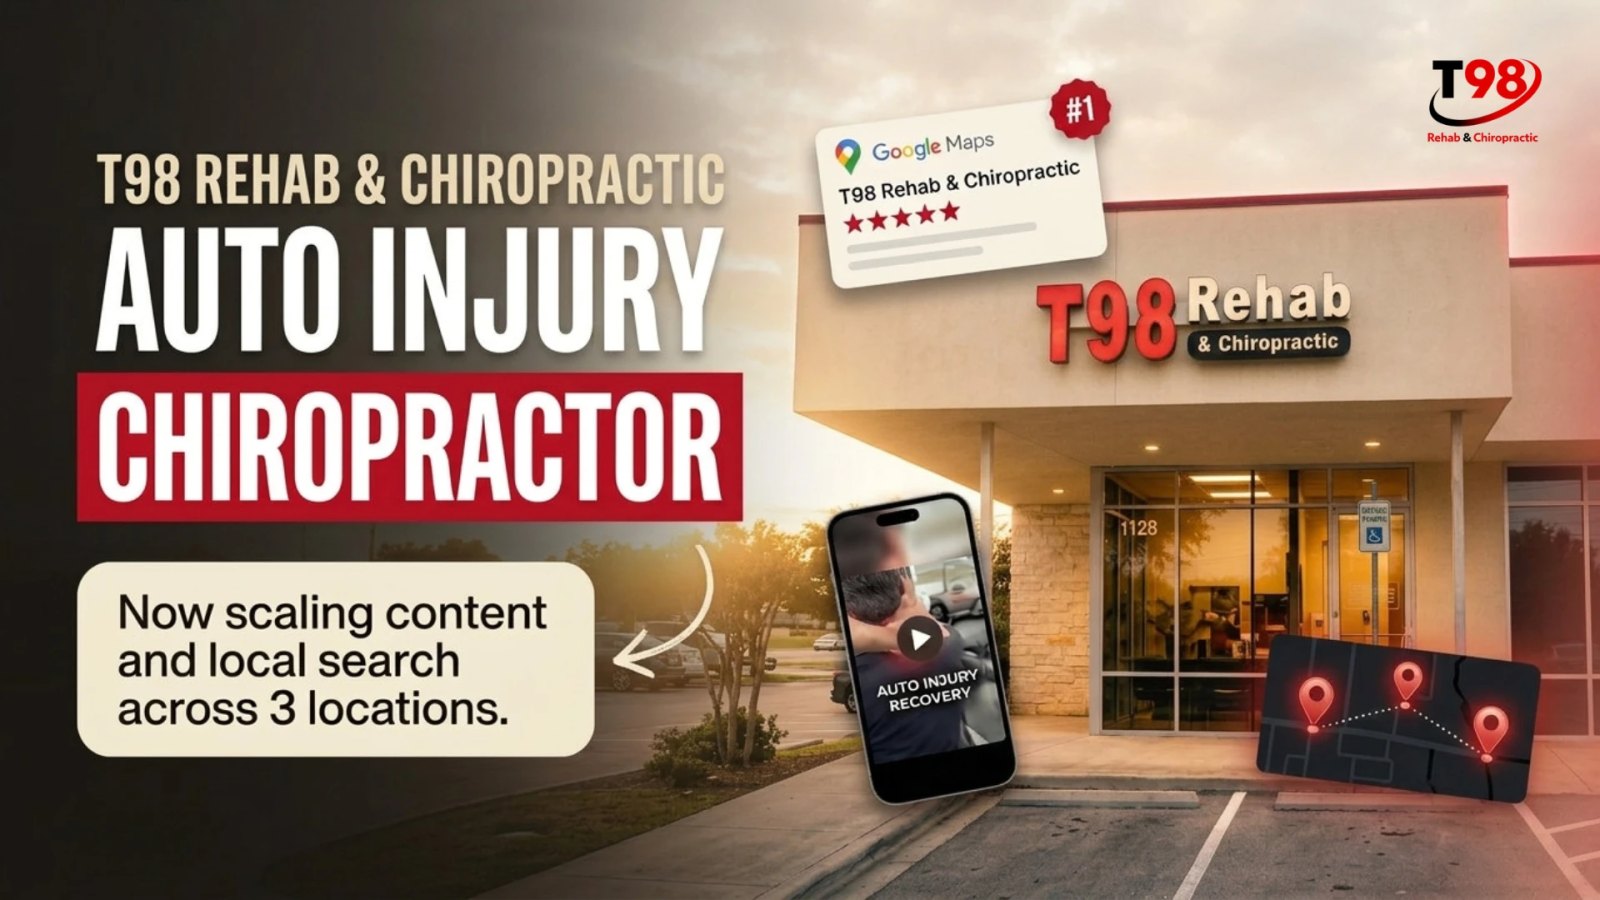 T98 REHAB & CHIROPRACTIC
AUTO INJURY
CHIROPRACTOR
Now scaling content
and local search
across 3 locations.
#1
Google Maps
T98 Rehab & Chiropractic
T98
Rehab & Chiropractic
T98 Rehab
& Chiropractic
1128
AUTO INJURY
RECOVERY